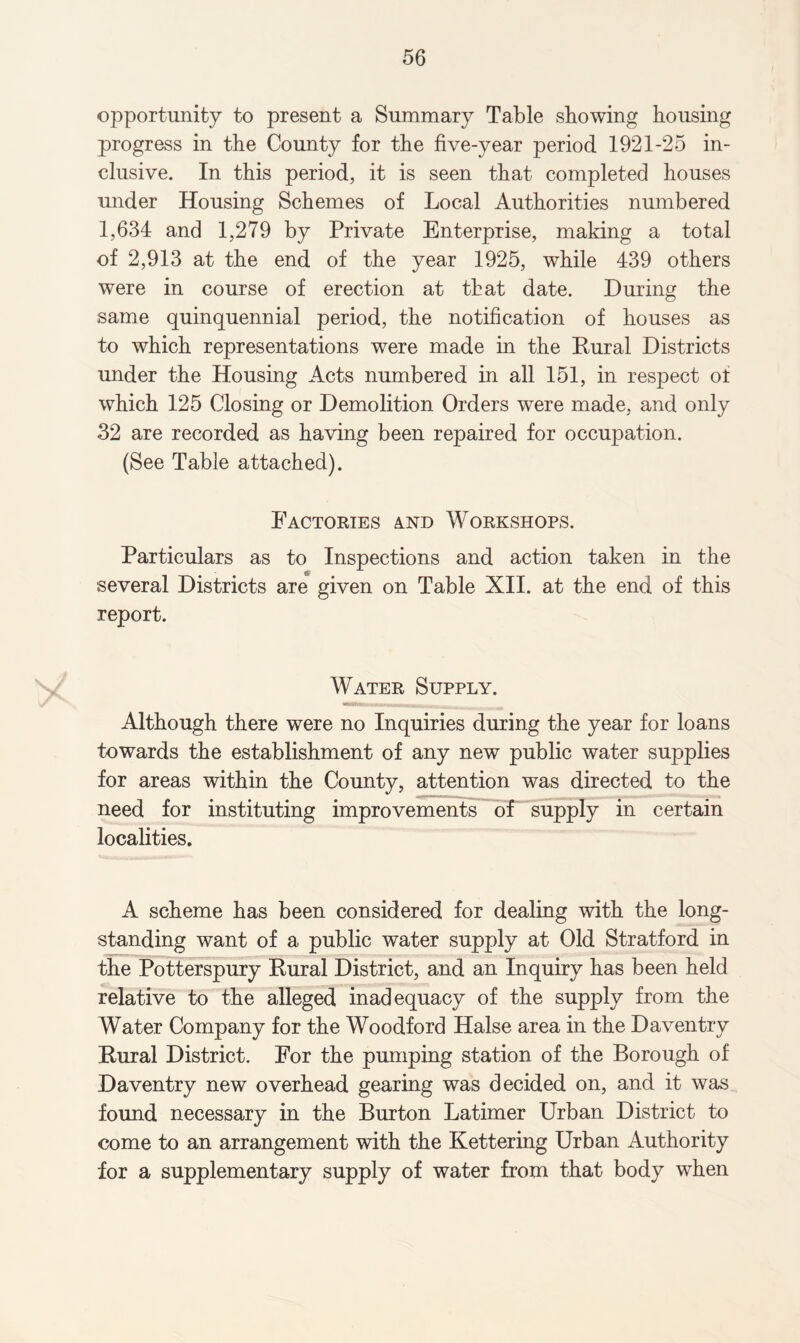 56
opportunity to present a Summary Table showing housing
progress in the County for the five-year period 1921-25 in-
clusive. In this period, it is seen that completed houses
under Housing Schemes of Local Authorities numbered
1,634 and 1,279 by Private Enterprise, making a total
of 2,913 at the end of the year 1925, while 439 others
were in course of erection at that date. During the
same quinquennial period, the notification of houses as
to which representations were made in the Rural Districts
under the Housing Acts numbered in all 151, in respect of
which 125 Closing or Demolition Orders were made, and only
32 are recorded as having been repaired for occupation.
(See Table attached).
Factories and Workshops.
Particulars as to Inspections and action taken in the
several Districts are given on Table XII. at the end of this
report.
Water Supply.
Although there were no Inquiries during the year for loans
towards the establishment of any new public water supplies
for areas within the County, attention was directed to the
need for instituting improvements of supply in certain
localities.
A scheme has been considered for dealing with the long-
standing want of a public water supply at Old Stratford in
the Potterspury Rural District, and an Inquiry has been held
relative to the alleged inadequacy of the supply from the
Water Company for the Woodford Halse area in the Daventry
Rural District. For the pumping station of the Borough of
Daventry new overhead gearing was decided on, and it was
found necessary in the Burton Latimer Urban District to
come to an arrangement with the Kettering Urban Authority
for a supplementary supply of water from that body when